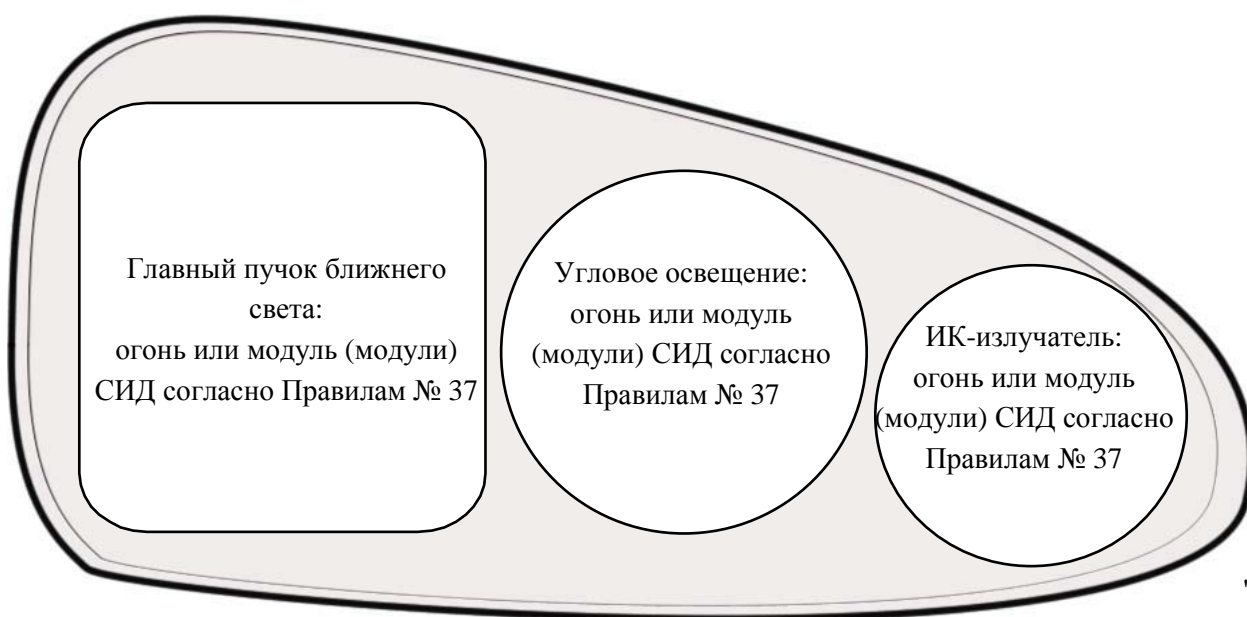 Главный пучок ближнего
света:
огонь или модуль (модули)
СИД согласно Правилам № 37
Угловое освещение:
огонь или модуль
(модули) СИД согласно
Правилам № 37
ИК-излучатель:
огонь или модуль
(модули) СИД согласно
Правилам № 37